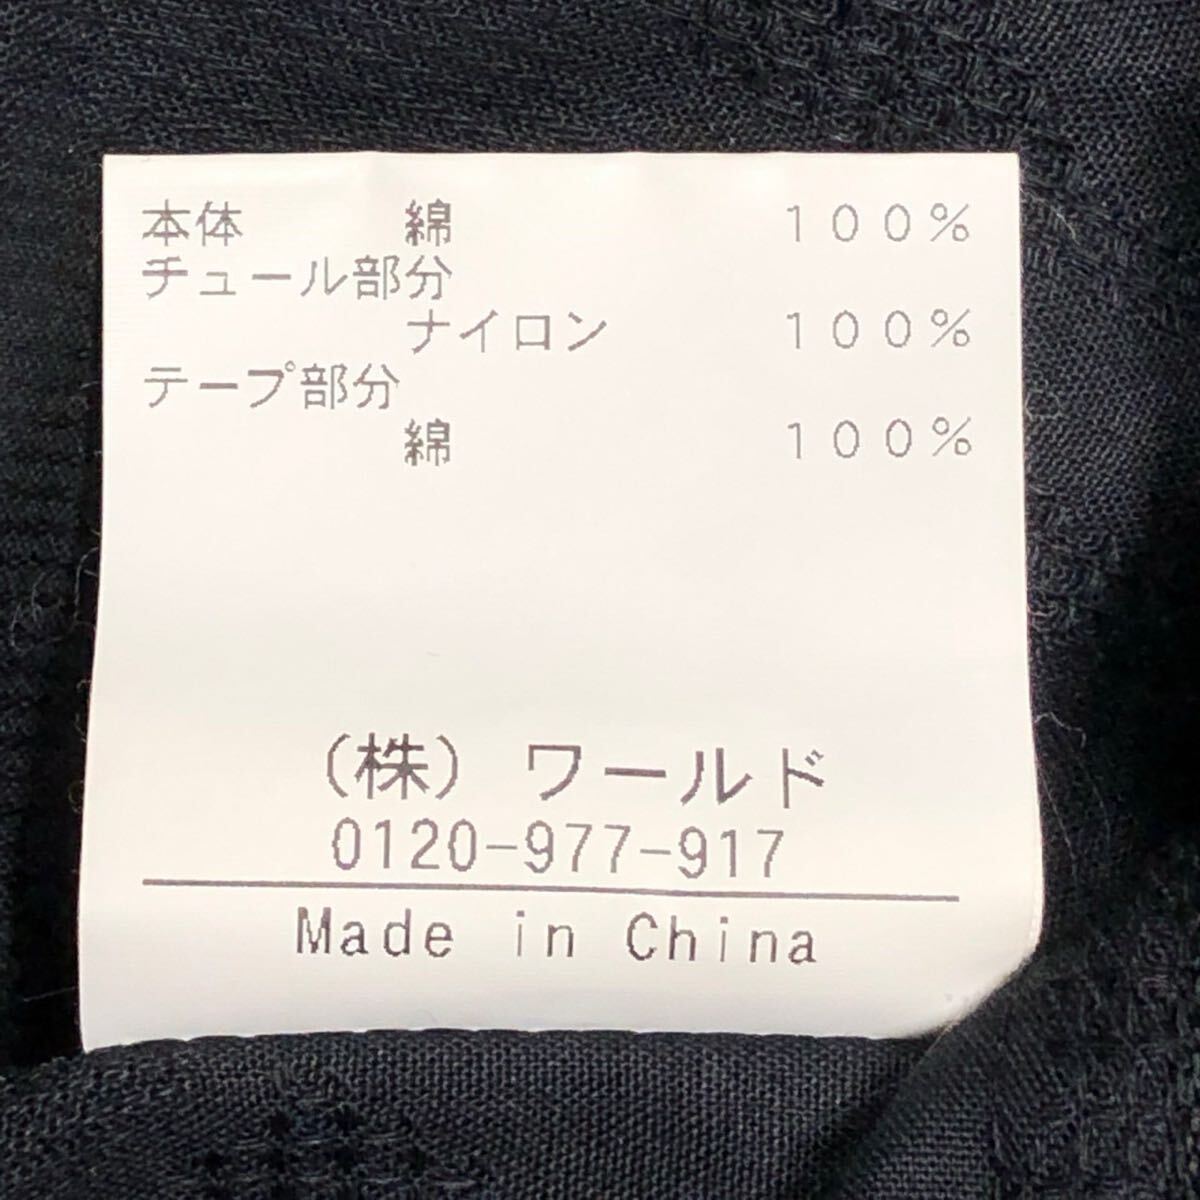 本体 綿 １００％
チュール部分
ナイロン １００％
テープ部分
綿 １００％
（株）ワールド
0120-977-917
Made in China